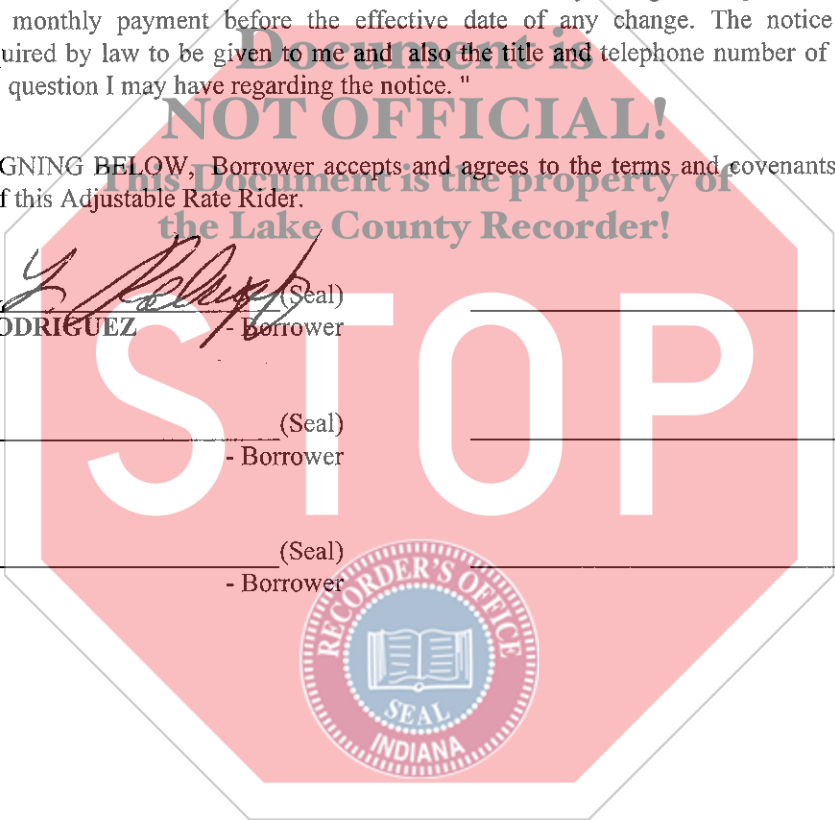 monthly payment before the effective date of any change. The notice
quired by law to be given to me and also the title and telephone number of
question I may have regarding the notice. "
Document is
NOT OFFICIAL!
This Document is the property of
the Lake County Recorder!
GNING BELOW, Borrower accepts and agrees to the terms and covenants
f this Adjustable Rate Rider.
(Seal)
ODRIGUEZ - Borrower
STOP
(Seal)
- Borrower
(Seal)
- Borrower
RECORDER'S OFFICE
SEAL
INDIANA